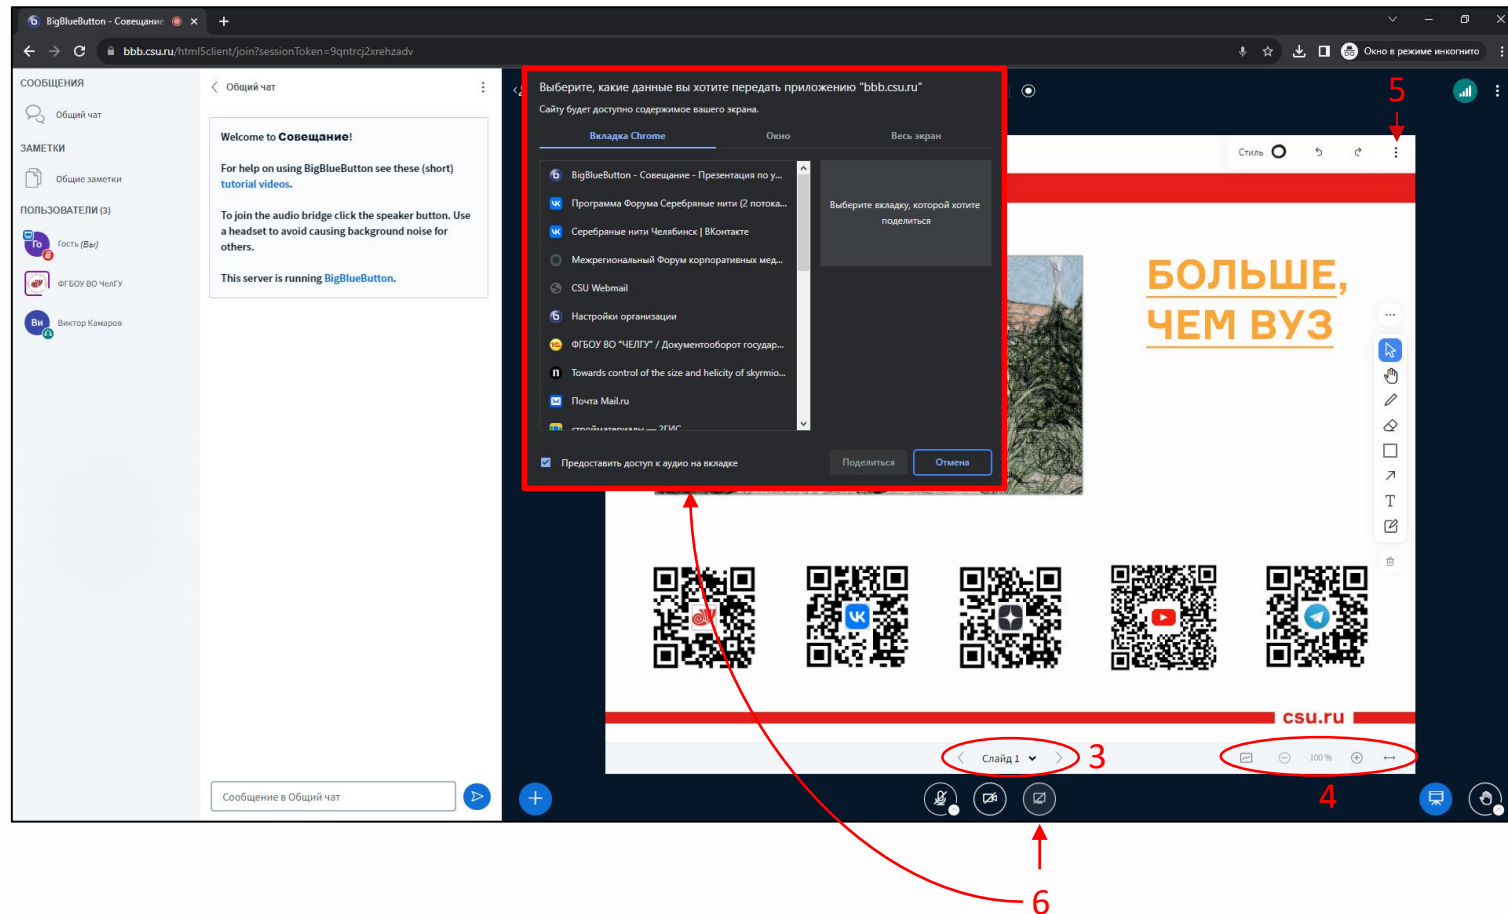 BigBlueButton - Совещание
bbb.csu.ru/html5client/join?sessionToken=9qntrcj2xrehzadv
Окно в режиме инкогнито
СООБЩЕНИЯ
Общий чат
ЗАМЕТКИ
Общие заметки
ПОЛЬЗОВАТЕЛИ (3)
Го
Гость (Вы)
ФГБОУ ВО ЧелГУ
Ви
Виктор Камаров
Общий чат
Welcome to Совещание!
For help on using BigBlueButton see these (short)
tutorial videos.
To join the audio bridge click the speaker button. Use
a headset to avoid causing background noise for
others.
This server is running BigBlueButton.
Сообщение в Общий чат
Выберите, какие данные вы хотите передать приложению "bbb.csu.ru"
Сайту будет доступно содержимое вашего экрана.
Вкладка Chrome
Окно
Весь экран
BigBlueButton - Совещание - Презентация по у...
Программа Форума Серебряные нити (2 потока...
Серебряные нити Челябинск | ВКонтакте
Межрегиональный Форум корпоративных мед...
CSU Webmail
Настройки организации
ФГБОУ ВО "ЧЕЛГУ" / Документооборот государ...
Towards control of the size and helicity of skyrmio...
Почта Mail.ru
стройматериалы — 2ГИС
Выберите вкладку, которой хотите
поделиться
Предоставить доступ к аудио на вкладке
Поделиться
Отмена
5
Стиль
БОЛЬШЕ,
ЧЕМ ВУЗ
T
csu.ru
Слайд 1
3
100 %
4
6